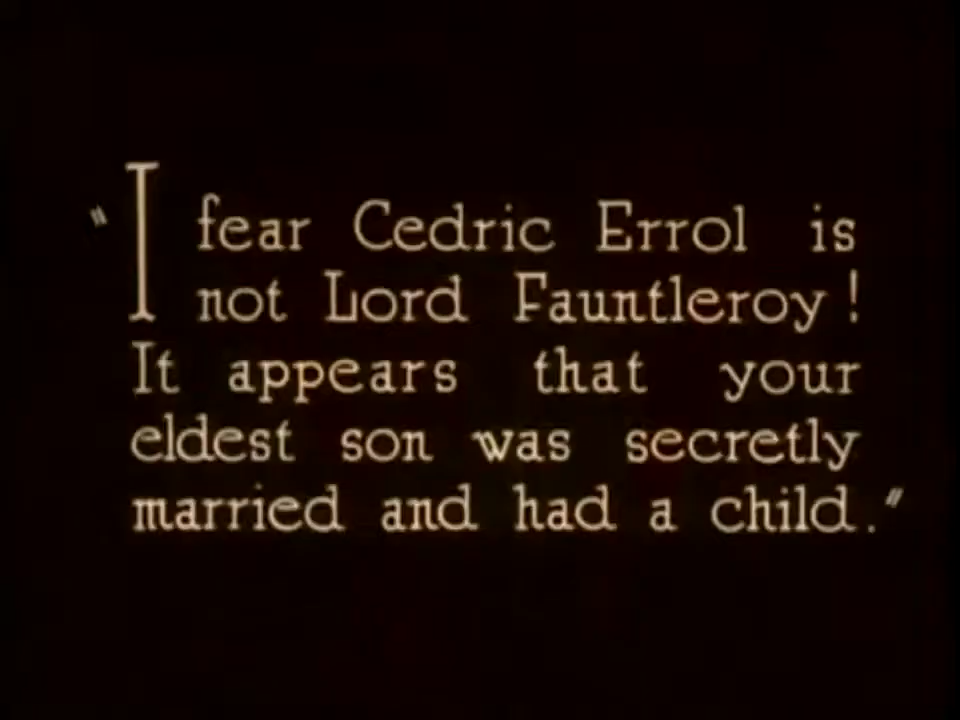 "I fear Cedric Errol is
not Lord Fauntleroy!
It appears that your
eldest son was secretly
married and had a child."